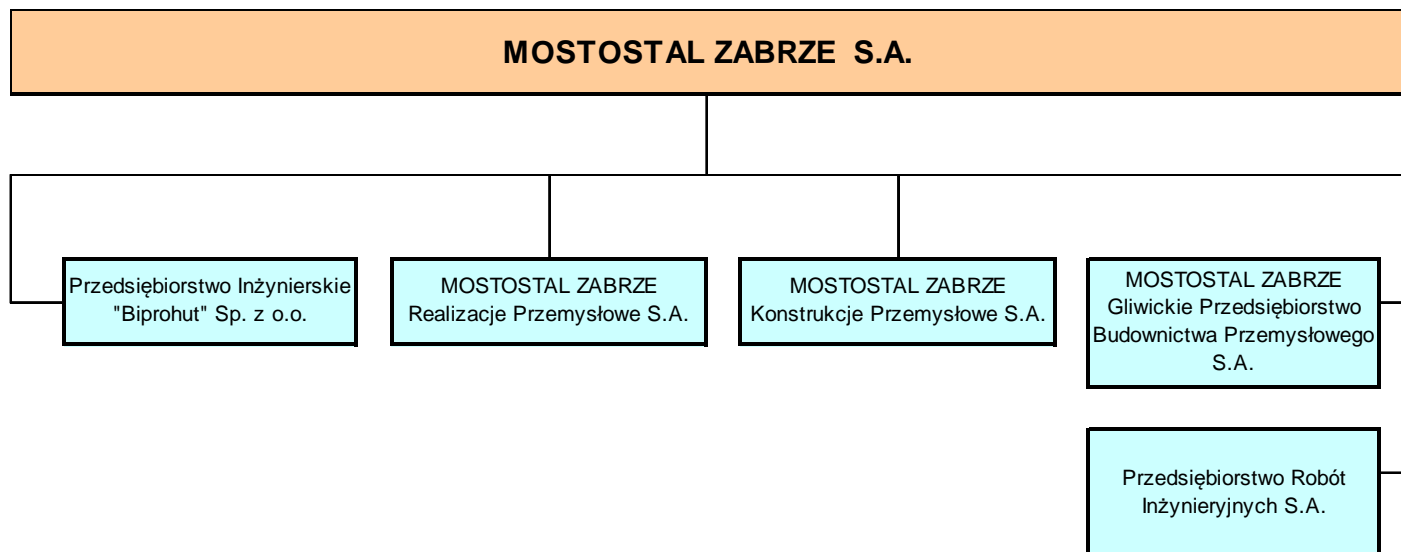 MOSTOSTAL ZABRZE S.A.
Przedsiębiorstwo Inżynierskie
"Biprohut" Sp. z o.o.
MOSTOSTAL ZABRZE
Realizacje Przemysłowe S.A.
MOSTOSTAL ZABRZE
Konstrukcje Przemysłowe S.A.
MOSTOSTAL ZABRZE
Gliwickie Przedsiębiorstwo
Budownictwa Przemysłowego
S.A.
Przedsiębiorstwo Robót
Inżynieryjnych S.A.